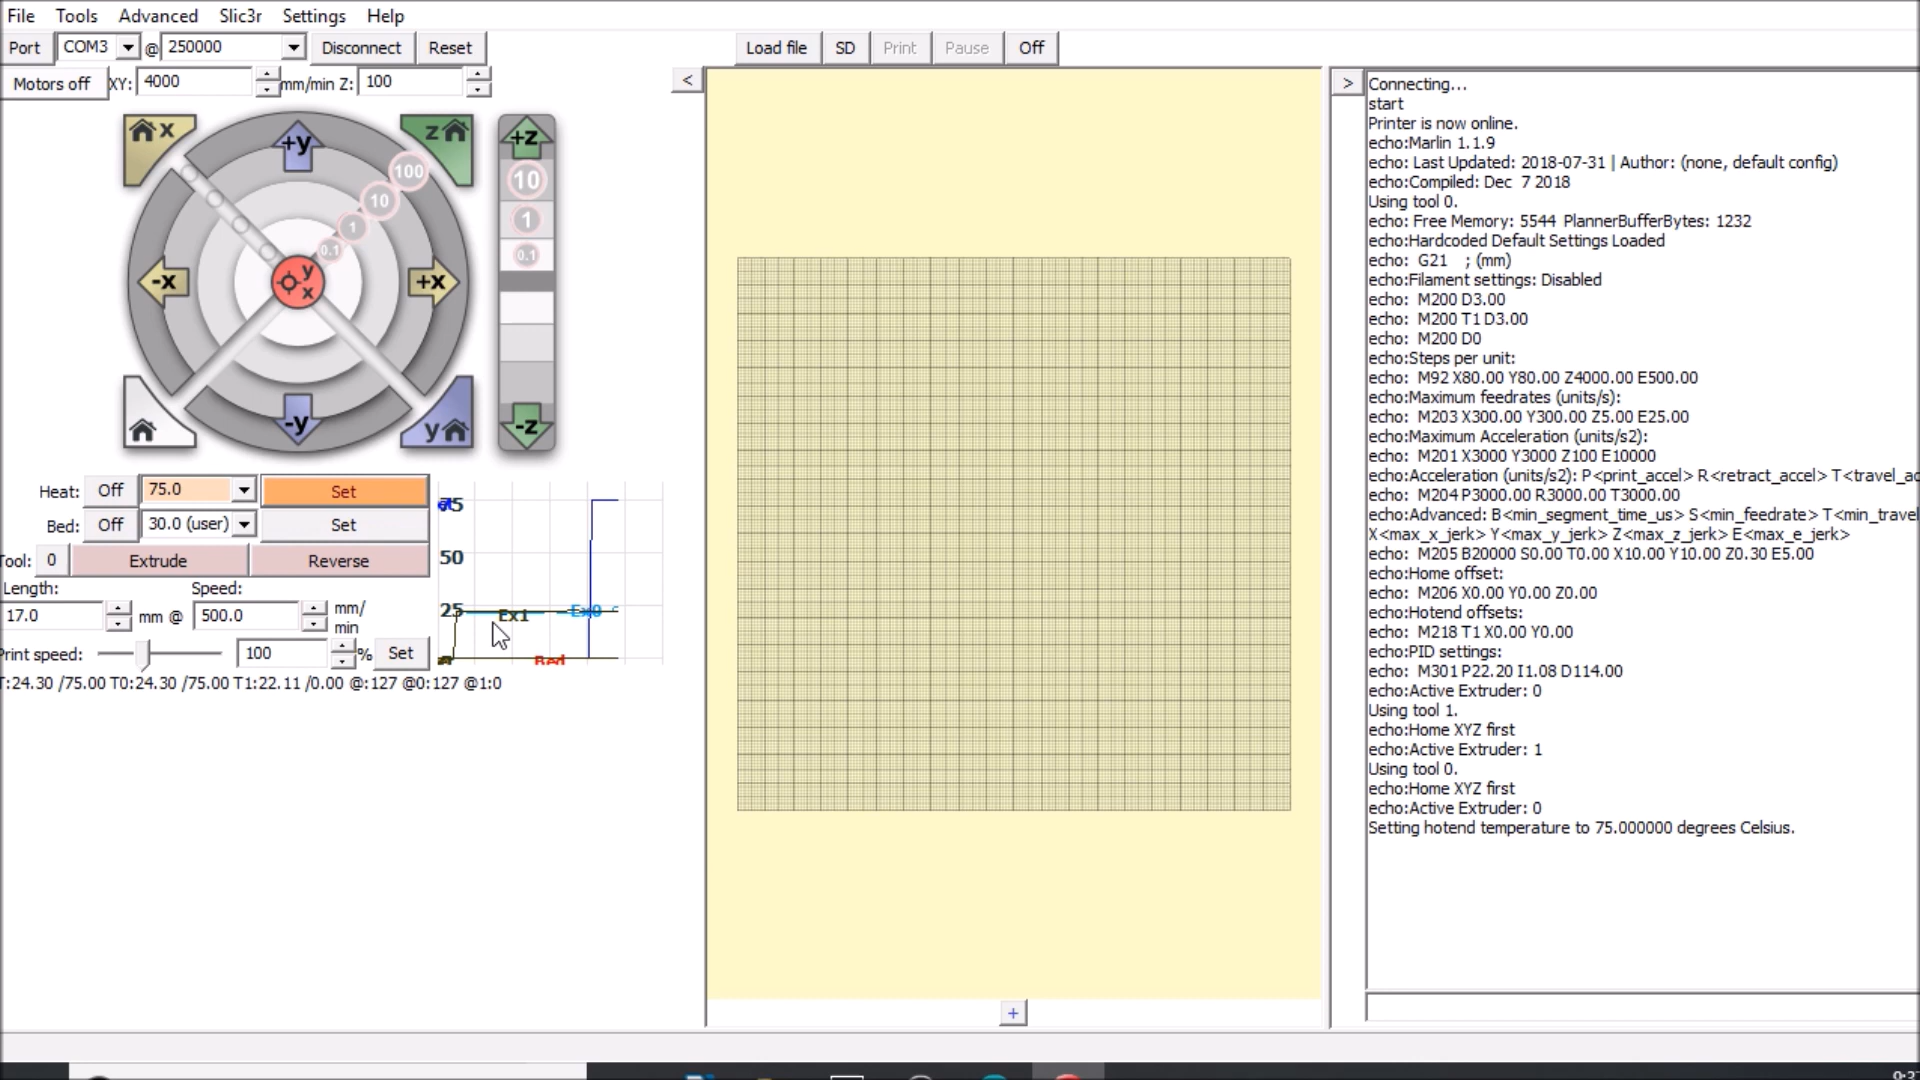 File Tools Advanced Slic3r Settings Help
Port COM3 @ 250000 Disconnect Reset Load file SD Print Pause Off
Motors off XY: 4000 mm/min Z: 100
< >
x z
+y +z
100 10
10 1
1 0.1
0.1
-x y x +x
-y y -z
Heat: Off 75.0 Set
Bed: Off 30.0 (user) Set
Tool: 0 Extrude Reverse
Length: Speed:
17.0 mm @ 500.0 mm/
min
Print speed: 100 % Set
75
50
25 Ex1 Ex0
Bed
T:24.30 /75.00 T0:24.30 /75.00 T1:22.11 /0.00 @:127 @0:127 @1:0
+
Connecting...
start
Printer is now online.
echo:Marlin 1.1.9
echo: Last Updated: 2018-07-31 | Author: (none, default config)
echo:Compiled: Dec 7 2018
Using tool 0.
echo: Free Memory: 5544 PlannerBufferBytes: 1232
echo:Hardcoded Default Settings Loaded
echo: G21 ; (mm)
echo:Filament settings: Disabled
echo: M200 D3.00
echo: M200 T1 D3.00
echo: M200 D0
echo:Steps per unit:
echo: M92 X80.00 Y80.00 Z4000.00 E500.00
echo:Maximum feedrates (units/s):
echo: M203 X300.00 Y300.00 Z5.00 E25.00
echo:Maximum Acceleration (units/s2):
echo: M201 X3000 Y3000 Z100 E10000
echo:Acceleration (units/s2): P<print_accel> R<retract_accel> T<travel_ac
echo: M204 P3000.00 R3000.00 T3000.00
echo:Advanced: B<min_segment_time_us> S<min_feedrate> T<min_travel
X<max_x_jerk> Y<max_y_jerk> Z<max_z_jerk> E<max_e_jerk>
echo: M205 B20000 S0.00 T0.00 X10.00 Y10.00 Z0.30 E5.00
echo:Home offset:
echo: M206 X0.00 Y0.00 Z0.00
echo:Hotend offsets:
echo: M218 T1 X0.00 Y0.00
echo:PID settings:
echo: M301 P22.20 I1.08 D114.00
echo:Active Extruder: 0
Using tool 1.
echo:Home XYZ first
echo:Active Extruder: 1
Using tool 0.
echo:Home XYZ first
echo:Active Extruder: 0
Setting hotend temperature to 75.000000 degrees Celsius.